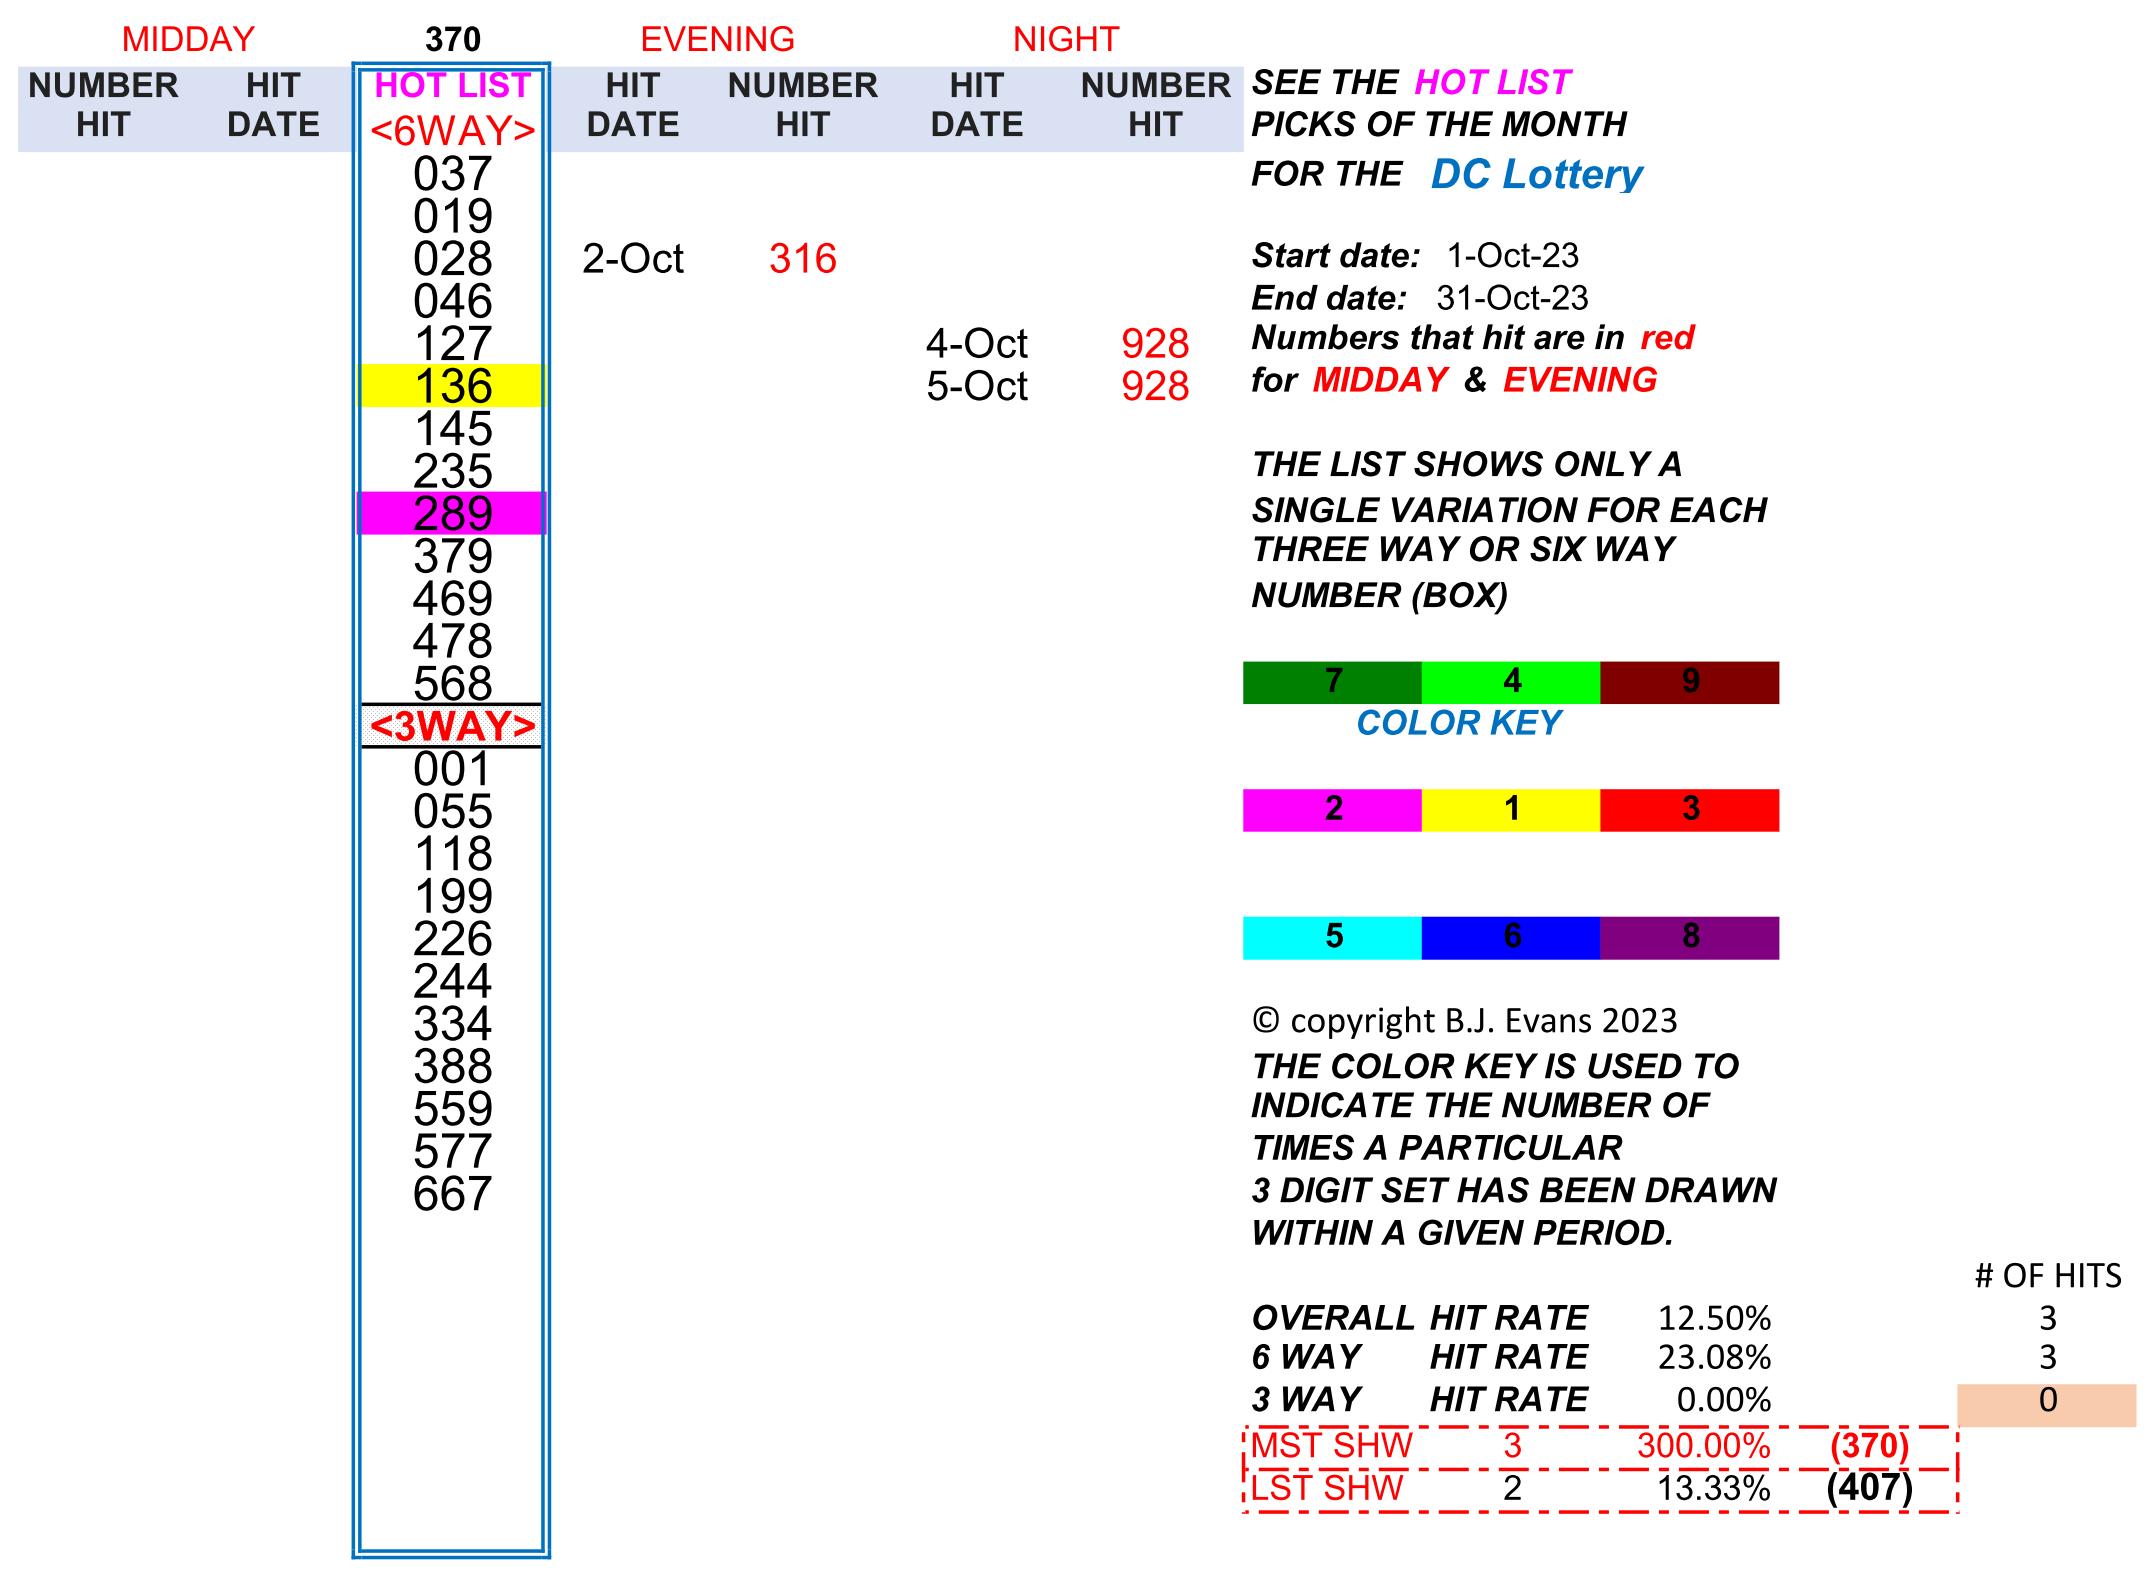 MIDDAY 370 EVENING NIGHT
NUMBER HIT HOT LIST HIT NUMBER HIT NUMBER SEE THE HOT LIST
HIT DATE <6WAY> DATE HIT DATE HIT PICKS OF THE MONTH
037 FOR THE DC Lottery
019
028 2-Oct 316 Start date: 1-Oct-23
046 End date: 31-Oct-23
127 4-Oct 928 Numbers that hit are in red
136 5-Oct 928 for MIDDAY & EVENING
145
235 THE LIST SHOWS ONLY A
289 SINGLE VARIATION FOR EACH
379 THREE WAY OR SIX WAY
469 NUMBER (BOX)
478
568 7 4 9
<3WAY> COLOR KEY
001
055 2 1 3
118
199
226 5 6 8
244
334 © copyright B.J. Evans 2023
388 THE COLOR KEY IS USED TO
559 INDICATE THE NUMBER OF
577 TIMES A PARTICULAR
667 3 DIGIT SET HAS BEEN DRAWN
WITHIN A GIVEN PERIOD.
# OF HITS
OVERALL HIT RATE 12.50% 3
6 WAY HIT RATE 23.08% 3
3 WAY HIT RATE 0.00% 0
MST SHW 3 300.00% (370)
LST SHW 2 13.33% (407)